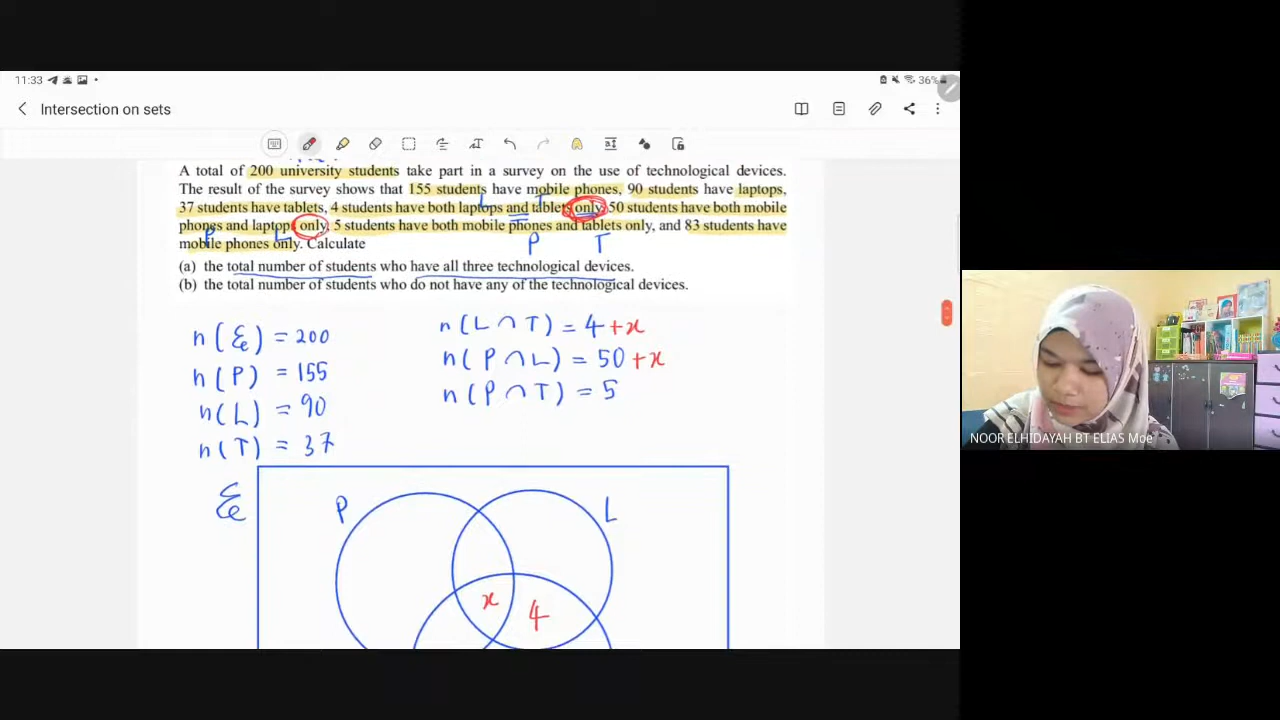 11:33
36%
Intersection on sets
A total of 200 university students take part in a survey on the use of technological devices.
The result of the survey shows that 155 students have mobile phones, 90 students have laptops,
L T
37 students have tablets, 4 students have both laptops and tablets only, 50 students have both mobile
phones and laptops only, 5 students have both mobile phones and tablets only, and 83 students have
P L
mobile phones only. Calculate
P T
(a) the total number of students who have all three technological devices.
(b) the total number of students who do not have any of the technological devices.
n(ξ) = 200
n(P) = 155
n(L) = 90
n(T) = 37
n(L ∩ T) = 4 + x
n(P ∩ L) = 50 + x
n(P ∩ T) = 5
ξ
P
L
x
4
NOOR ELHIDAYAH BT ELIAS Moe